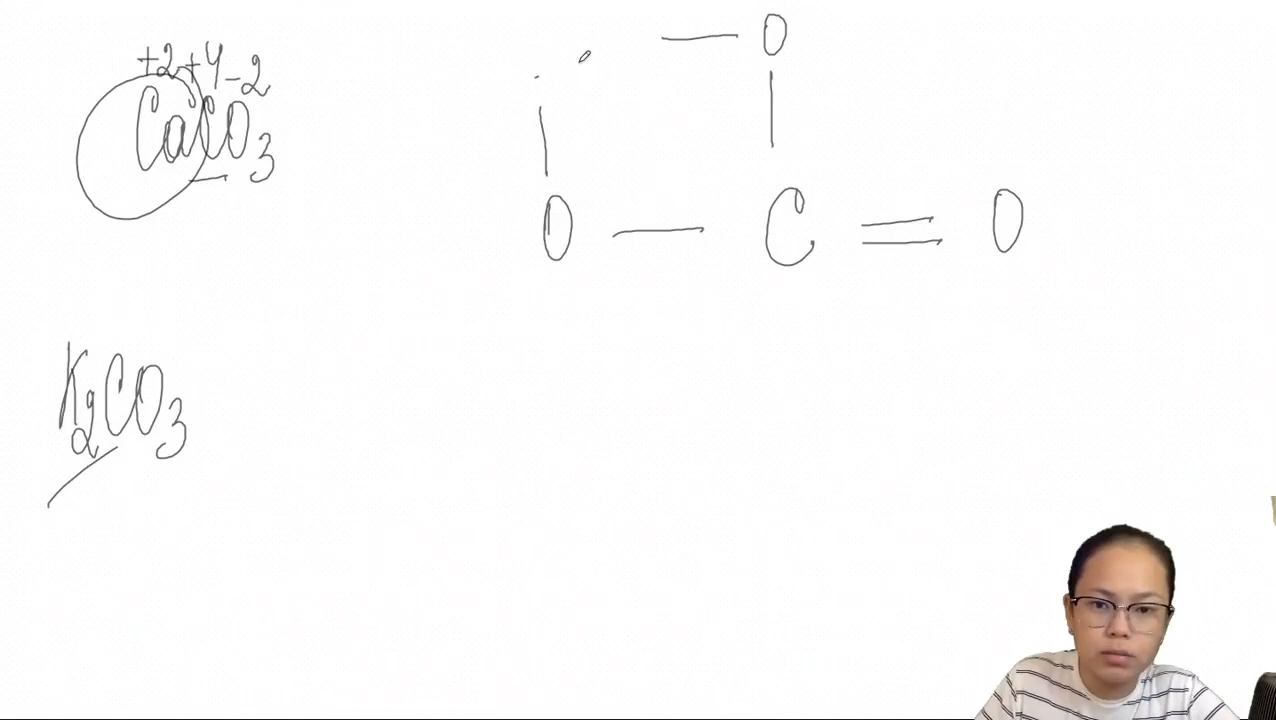 +2 +4 -2
CaCO3
O
O — C = O
K2CO3